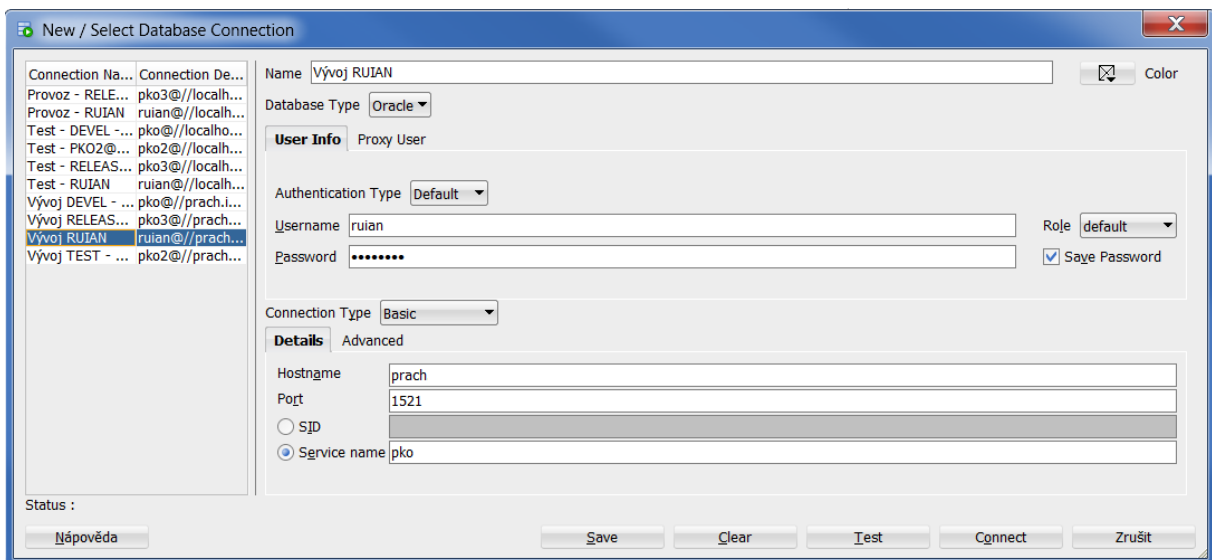 New / Select Database Connection
Connection Na... Connection De...
Provoz - RELE... pko3@//localh...
Provoz - RUIAN ruian@//localh...
Test - DEVEL -... pko@//localho...
Test - PKO2@... pko2@//localh...
Test - RELEAS... pko3@//localh...
Test - RUIAN ruian@//localh...
Vývoj DEVEL - ... pko@//prach.i...
Vývoj RELEAS... pko3@//prach...
Vývoj RUIAN ruian@//prach...
Vývoj TEST - ... pko2@//prach...
Name Vývoj RUIAN Color
Database Type Oracle
User Info Proxy User
Authentication Type Default
Username ruian Role default
Password •••••••• Save Password
Connection Type Basic
Details Advanced
Hostname prach
Port 1521
SID
Service name pko
Status :
Nápověda Save Clear Test Connect Zrušit